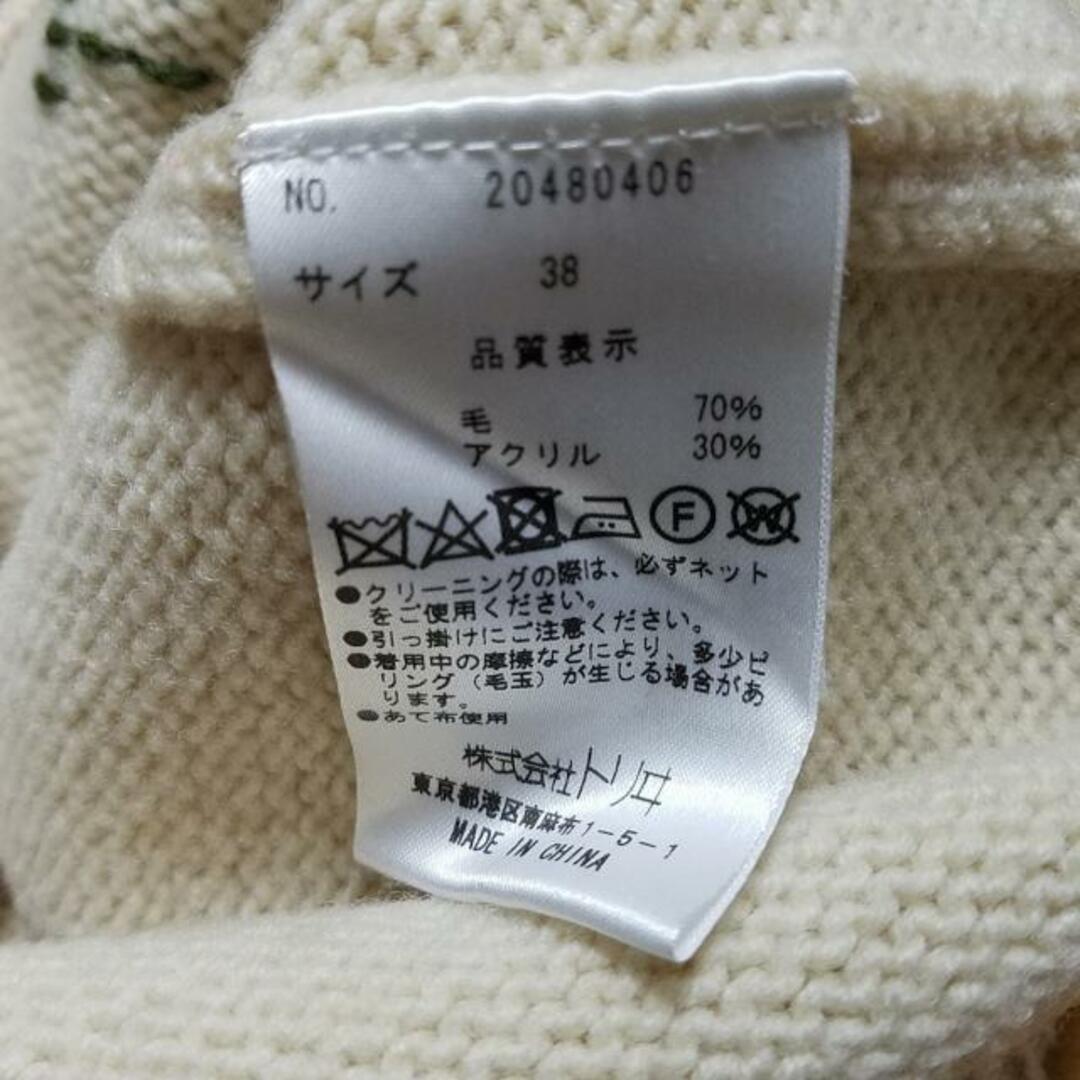 NO. 20480406
サイズ 38
品質表示
毛 70%
アクリル 30%
F W
●クリーニングの際は、必ずネット
をご使用ください。
●引っ掛けにご注意ください。
●着用中の摩擦などにより、多少ピ
リング(毛玉)が生じる場合があ
ります。
●あて布使用
株式会社トリヰ
東京都港区南麻布1-5-1
MADE IN CHINA